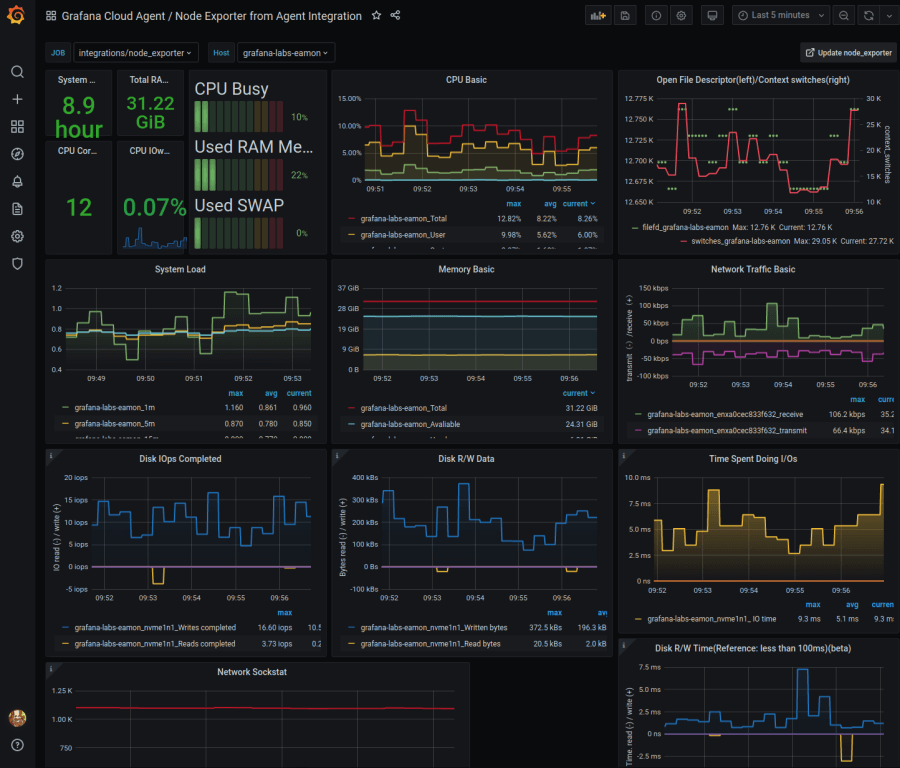 Grafana Cloud Agent / Node Exporter from Agent Integration
Last 5 minutes
JOB integrations/node_exporter
Host grafana-labs-eamon
Update node_exporter
System ...
8.9
hour
Total RA...
31.22
GiB
CPU Cor...
12
CPU IOw...
0.07%
CPU Busy
10%
Used RAM Me...
22%
Used SWAP
0%
CPU Basic
15.00%
10.00%
5.00%
0%
09:51 09:52 09:53 09:54 09:55
max avg current
grafana-labs-eamon_Total 12.82% 8.22% 8.26%
grafana-labs-eamon_User 9.98% 5.62% 6.00%
Open File Descriptor(left)/Context switches(right)
12.775 K
12.750 K
12.725 K
12.700 K
12.675 K
12.650 K
30 K
25 K
20 K
15 K
10 K
context_switches
09:52 09:53 09:54 09:55 09:56
filefd_grafana-labs-eamon Max: 12.76 K Current: 12.76 K
switches_grafana-labs-eamon Max: 29.05 K Current: 27.72 K
System Load
1.2
1.0
0.8
0.6
0.4
09:49 09:50 09:51 09:52 09:53
max avg current
grafana-labs-eamon_1m 1.160 0.861 0.960
grafana-labs-eamon_5m 0.870 0.780 0.850
Memory Basic
37 GiB
28 GiB
19 GiB
9 GiB
0 B
09:52 09:53 09:54 09:55 09:56
current
grafana-labs-eamon_Total 31.22 GiB
grafana-labs-eamon_Avaliable 24.31 GiB
Network Traffic Basic
transmit (-) /receive (+)
150 kbps
100 kbps
50 kbps
0 bps
-50 kbps
-100 kbps
09:52 09:53 09:54 09:55 09:56
max curr
grafana-labs-eamon_enxa0cec833f632_receive 106.2 kbps 35.2
grafana-labs-eamon_enxa0cec833f632_transmit 66.4 kbps 34.1
Disk IOps Completed
IO read (-) / write (+)
20 iops
15 iops
10 iops
5 iops
0 iops
-5 iops
09:52 09:53 09:54 09:55 09:56
max
grafana-labs-eamon_nvme1n1_Writes completed 16.60 iops 10.5
grafana-labs-eamon_nvme1n1_Reads completed 3.73 iops 0.2
Disk R/W Data
Bytes read (-) / write (+)
400 kBs
300 kBs
200 kBs
100 kBs
0 Bs
-100 kBs
09:52 09:53 09:54 09:55 09:56
max av
grafana-labs-eamon_nvme1n1_Written bytes 372.5 kBs 196.3 kB
grafana-labs-eamon_nvme1n1_Read bytes 20.5 kBs 2.0 kB
Time Spent Doing I/Os
10.0 ms
7.5 ms
5.0 ms
2.5 ms
0 ns
09:52 09:53 09:54 09:55 09:56
max avg curren
grafana-labs-eamon_nvme1n1_ IO time 9.3 ms 5.1 ms 9.3 m
Network Sockstat
1.25 K
1.00 K
750
Disk R/W Time(Reference: less than 100ms)(beta)
Time. read (-) / write (+)
7.5 ms
5.0 ms
2.5 ms
0 ns
-2.5 ms